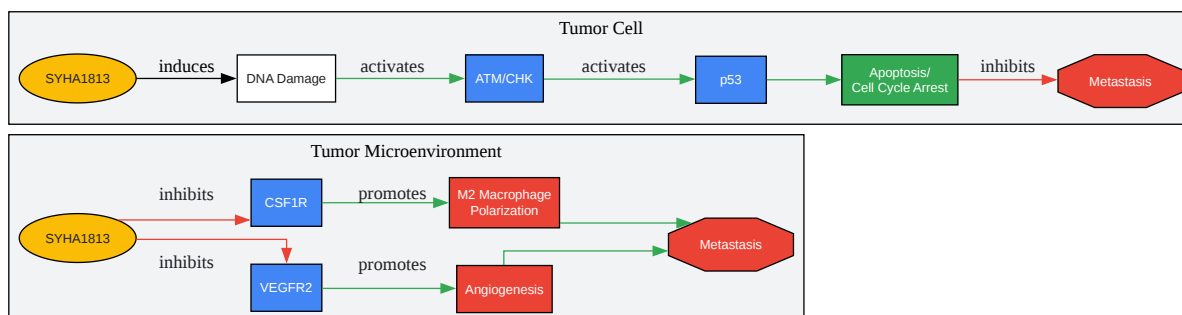 Tumor Cell
SYHA1813
induces
DNA Damage
activates
ATM/CHK
activates
p53
Apoptosis/
Cell Cycle Arrest
inhibits
Metastasis
Tumor Microenvironment
SYHA1813
inhibits
CSF1R
promotes
M2 Macrophage
Polarization
inhibits
VEGFR2
promotes
Angiogenesis
Metastasis